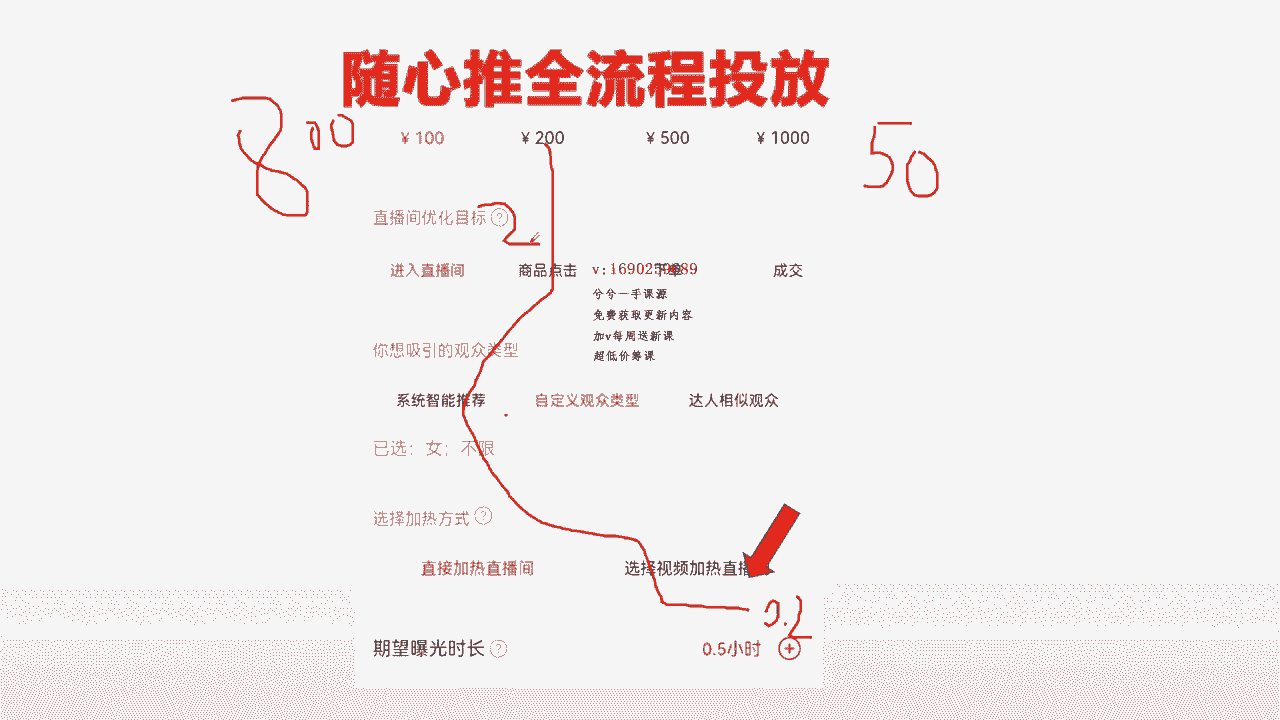 随心推全流程投放
800
¥ 100 ¥ 200 ¥ 500 ¥ 1000
50
直播间优化目标 ?
2
进入直播间 商品点击 下单 成交
兮兮一手课源
免费获取更新内容
加v每周送新课
超低价筹课
你想吸引的观众类型
系统智能推荐 自定义观众类型 达人相似观众
已选：女；不限
选择加热方式 ?
直接加热直播间 选择视频加热直播
0.2
期望曝光时长 ? 0.5小时 +